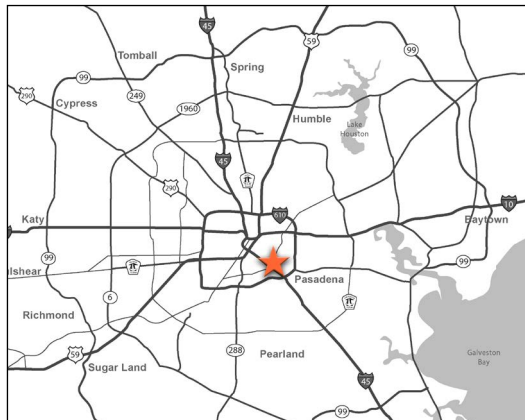 45
59
99
Tomball
Spring
99
290
249
Cypress
1960
Humble
Lake
Houston
45
290
610
10
Katy
Baytown
99
99
Pasadena
6
Richmond
288
Pearland
59
Sugar Land
45
99
Galveston
Bay